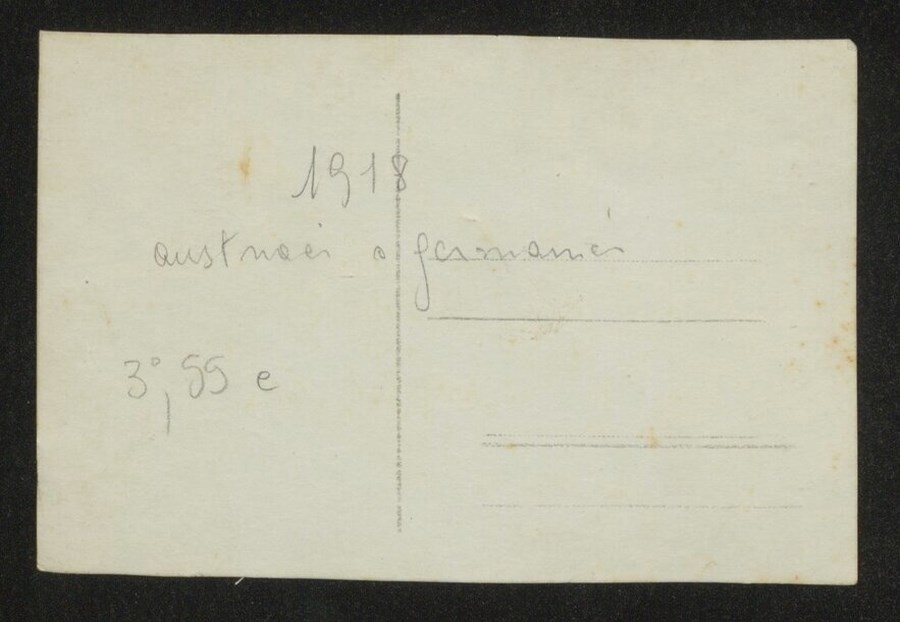 1918
austriaci o germanici
3°, 55 e